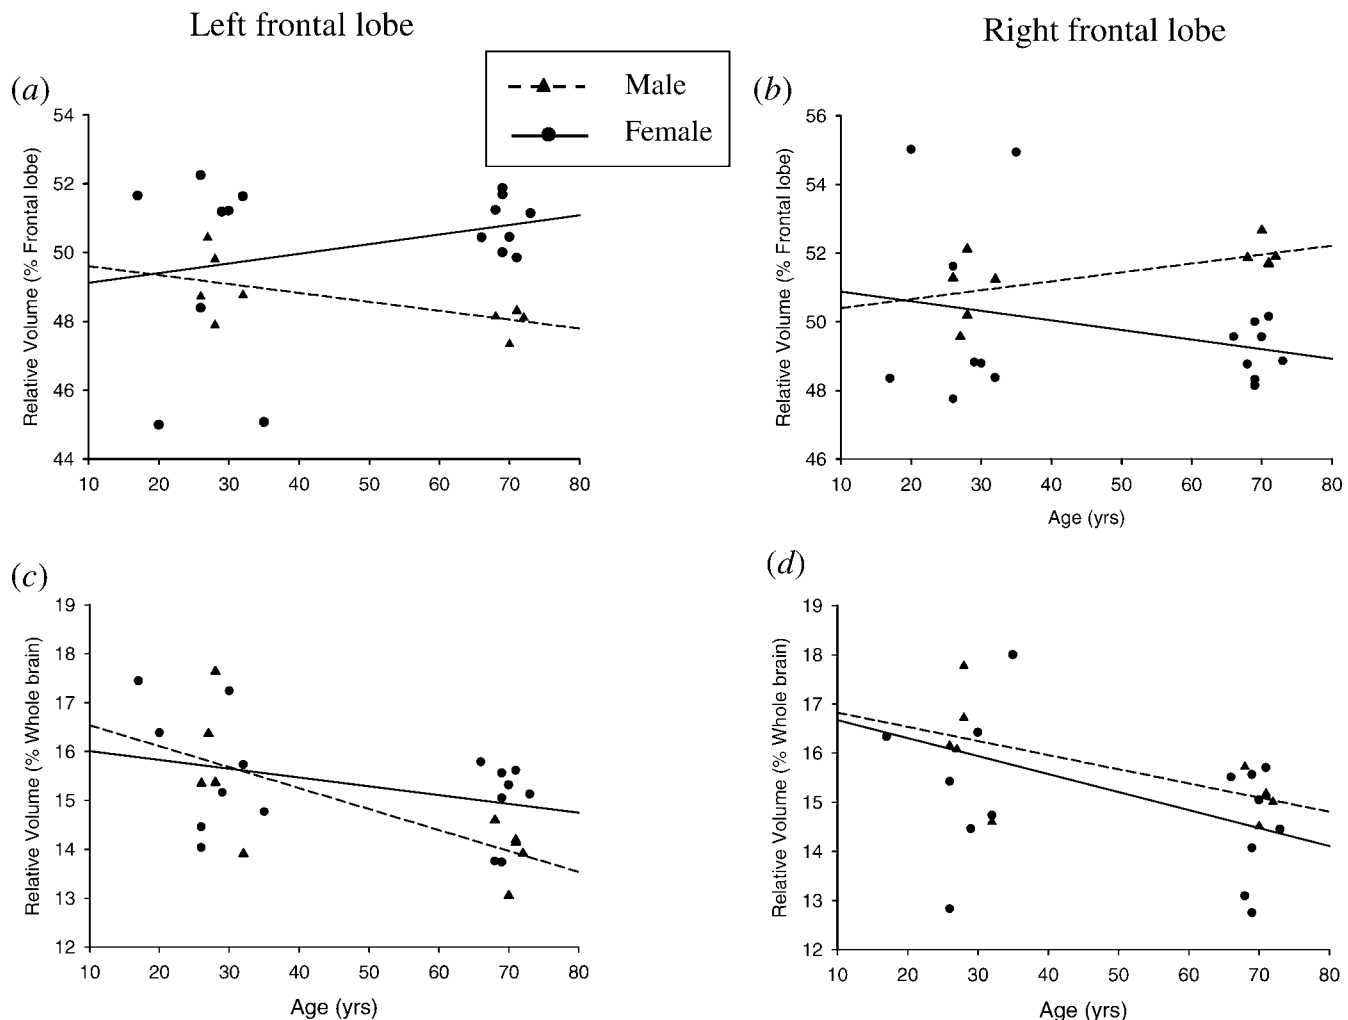 Left frontal lobe
Right frontal lobe
Male
Female
(a)
Relative Volume (% Frontal lobe)
54
52
50
48
46
44
10 20 30 40 50 60 70 80
(b)
Relative Volume (% Frontal lobe)
56
54
52
50
48
46
10 20 30 40 50 60 70 80
Age (yrs)
(c)
Relative Volume (% Whole brain)
19
18
17
16
15
14
13
12
10 20 30 40 50 60 70 80
Age (yrs)
(d)
Relative Volume (% Whole brain)
19
18
17
16
15
14
13
12
10 20 30 40 50 60 70 80
Age (yrs)